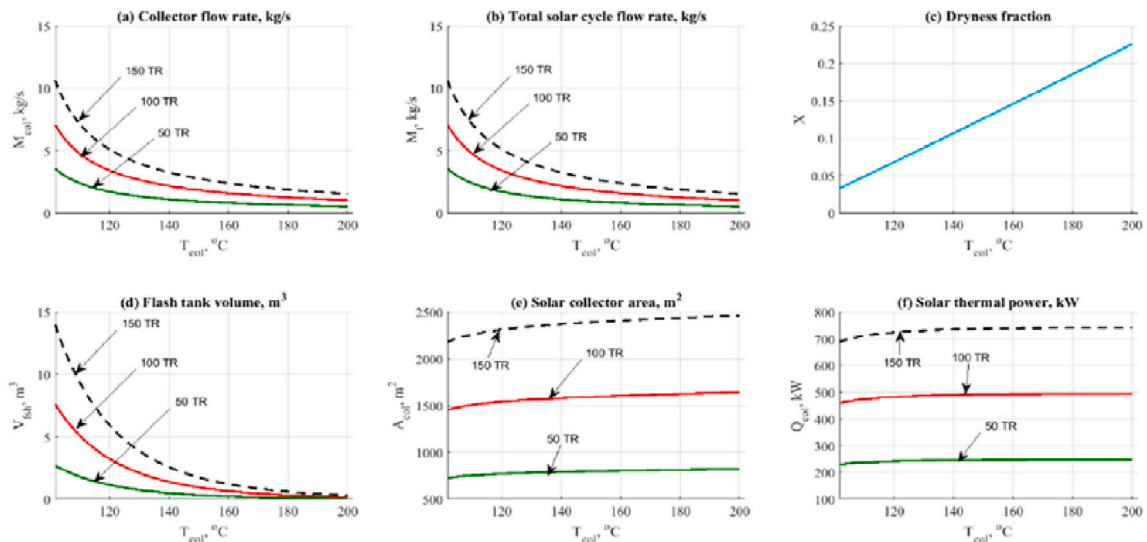 (a) Collector flow rate, kg/s
15
10
5
0
M_col, kg/s
150 TR
100 TR
50 TR
120 140 160 180 200
T_col, °C
(b) Total solar cycle flow rate, kg/s
15
10
5
0
150 TR
100 TR
50 TR
120 140 160 180 200
T_col, °C
(c) Dryness fraction
0.25
0.2
0.15
0.1
0.05
0
X
120 140 160 180 200
T_col, °C
(d) Flash tank volume, m³
15
10
5
0
V_fsh, m³
150 TR
100 TR
50 TR
120 140 160 180 200
T_col, °C
(e) Solar collector area, m²
2500
2000
1500
1000
500
A_col, m²
150 TR
100 TR
50 TR
120 140 160 180 200
T_col, °C
(f) Solar thermal power, kW
800
700
600
500
400
300
200
100
Q_col, kW
150 TR
100 TR
50 TR
120 140 160 180 200
T_col, °C